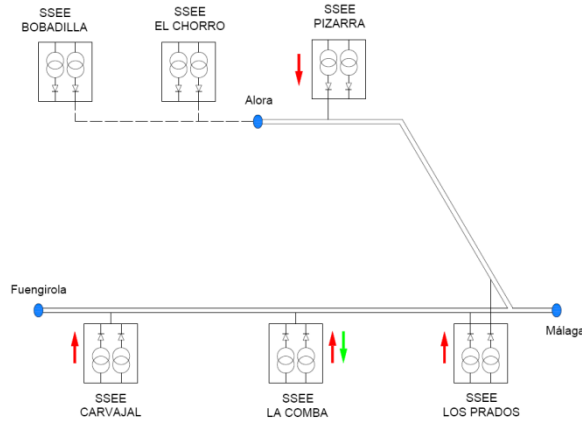 SSEE
BOBADILLA
SSEE
EL CHORRO
SSEE
PIZARRA
Alora
Fuengirola
Málaga
SSEE
CARVAJAL
SSEE
LA COMBA
SSEE
LOS PRADOS